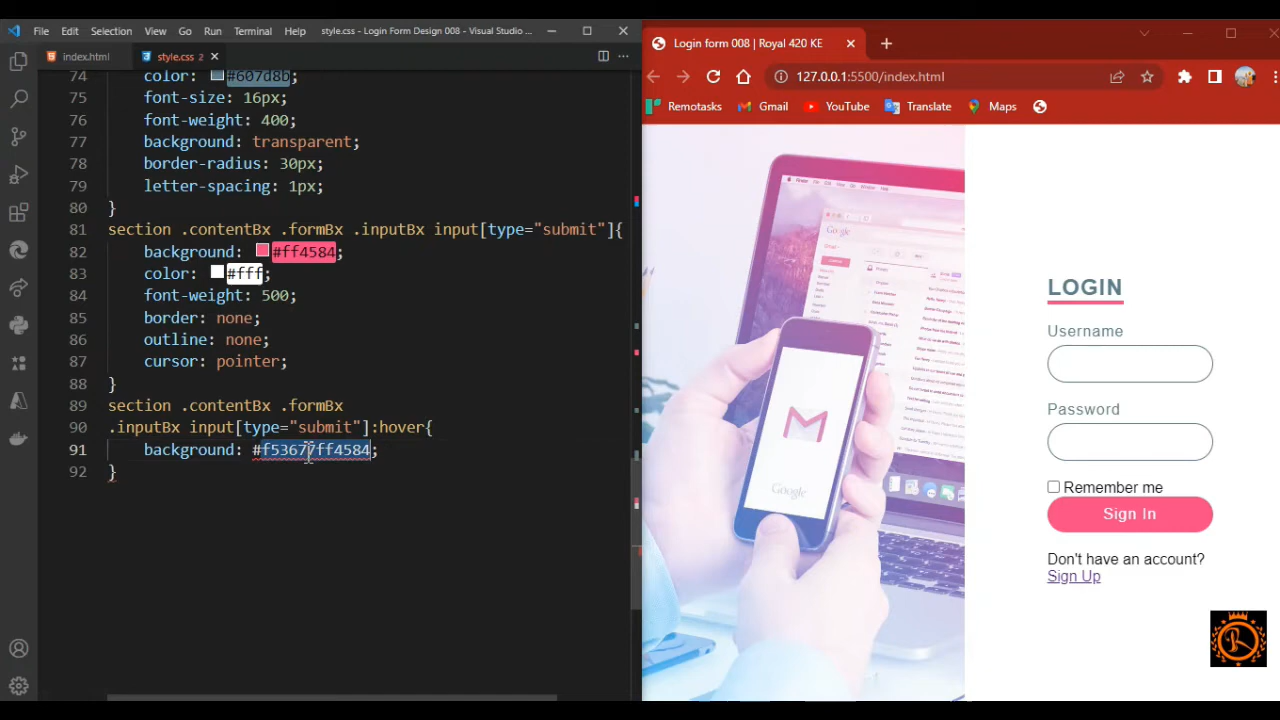 File Edit Selection View Go Run Terminal Help style.css - Login Form Design 008 - Visual Studio ...
index.html
style.css 2
74 color: #607d8b;
75 font-size: 16px;
76 font-weight: 400;
77 background: transparent;
78 border-radius: 30px;
79 letter-spacing: 1px;
80 }
81 section .contentBx .formBx .inputBx input[type="submit"]{
82 background: #ff4584;
83 color: #fff;
84 font-weight: 500;
85 border: none;
86 outline: none;
87 cursor: pointer;
88 }
89 section .contentBx .formBx
90 .inputBx input[type="submit"]:hover{
91 background: #f53677ff4584;
92 }
Login form 008 | Royal 420 KE
127.0.0.1:5500/index.html
Remotasks Gmail YouTube Translate Maps
Google
Google
LOGIN
Username
Password
Remember me
Sign In
Don't have an account?
Sign Up
R